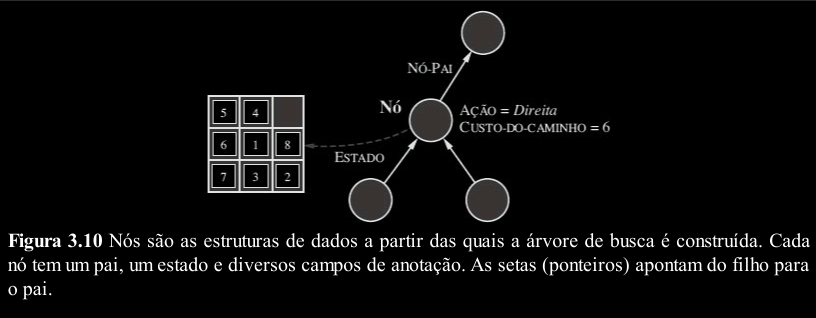 NÓ-PAI
Nó
AÇÃO = Direita
CUSTO-DO-CAMINHO = 6
5 4
6 1 8
ESTADO
7 3 2
Figura 3.10 Nós são as estruturas de dados a partir das quais a árvore de busca é construída. Cada
nó tem um pai, um estado e diversos campos de anotação. As setas (ponteiros) apontam do filho para
o pai.